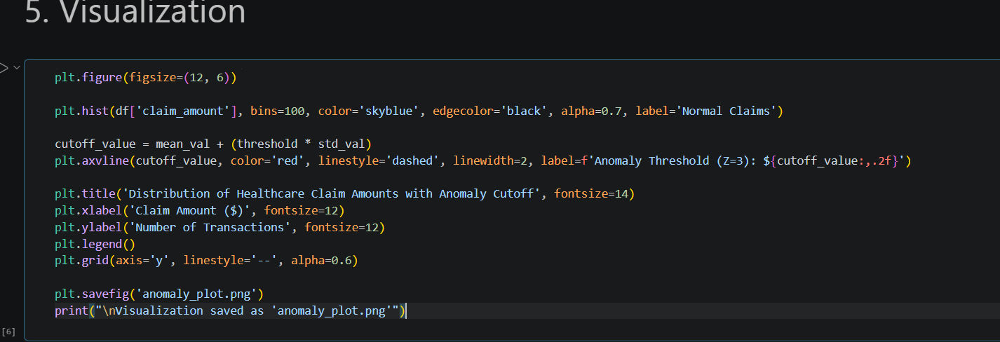 5. Visualization
plt.figure(figsize=(12, 6))
plt.hist(df['claim_amount'], bins=100, color='skyblue', edgecolor='black', alpha=0.7, label='Normal Claims')
cutoff_value = mean_val + (threshold * std_val)
plt.axvline(cutoff_value, color='red', linestyle='dashed', linewidth=2, label=f'Anomaly Threshold (Z=3): ${cutoff_value:,.2f}')
plt.title('Distribution of Healthcare Claim Amounts with Anomaly Cutoff', fontsize=14)
plt.xlabel('Claim Amount ($)', fontsize=12)
plt.ylabel('Number of Transactions', fontsize=12)
plt.legend()
plt.grid(axis='y', linestyle='--', alpha=0.6)
plt.savefig('anomaly_plot.png')
print("\nVisualization saved as 'anomaly_plot.png'")
[6]